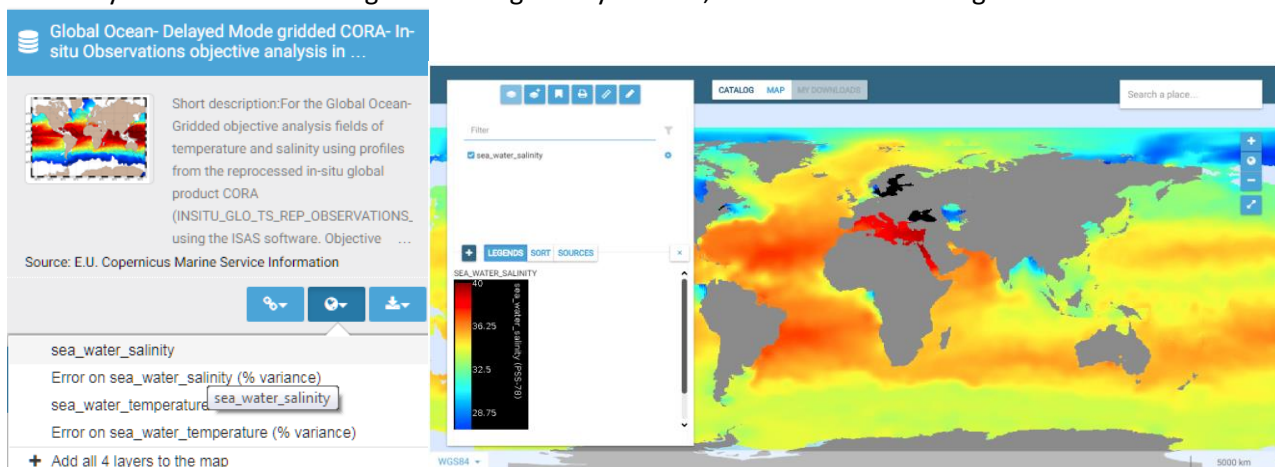 Global Ocean- Delayed Mode gridded CORA- In-
situ Observations objective analysis in ...
Short description:For the Global Ocean-
Gridded objective analysis fields of
temperature and salinity using profiles
from the reprocessed in-situ global
product CORA
(INSITU_GLO_TS_REP_OBSERVATIONS_
using the ISAS software. Objective ...
Source: E.U. Copernicus Marine Service Information
sea_water_salinity
Error on sea_water_salinity (% variance)
sea_water_temperature
sea_water_salinity
Error on sea_water_temperature (% variance)
+ Add all 4 layers to the map
CATALOG MAP MY DOWNLOADS
Search a place...
Filter
sea_water_salinity
+ LEGENDS SORT SOURCES ×
SEA_WATER_SALINITY
40
36.25
32.5
28.75
sea_water_salinity (PSS-78)
WGS84
5000 km